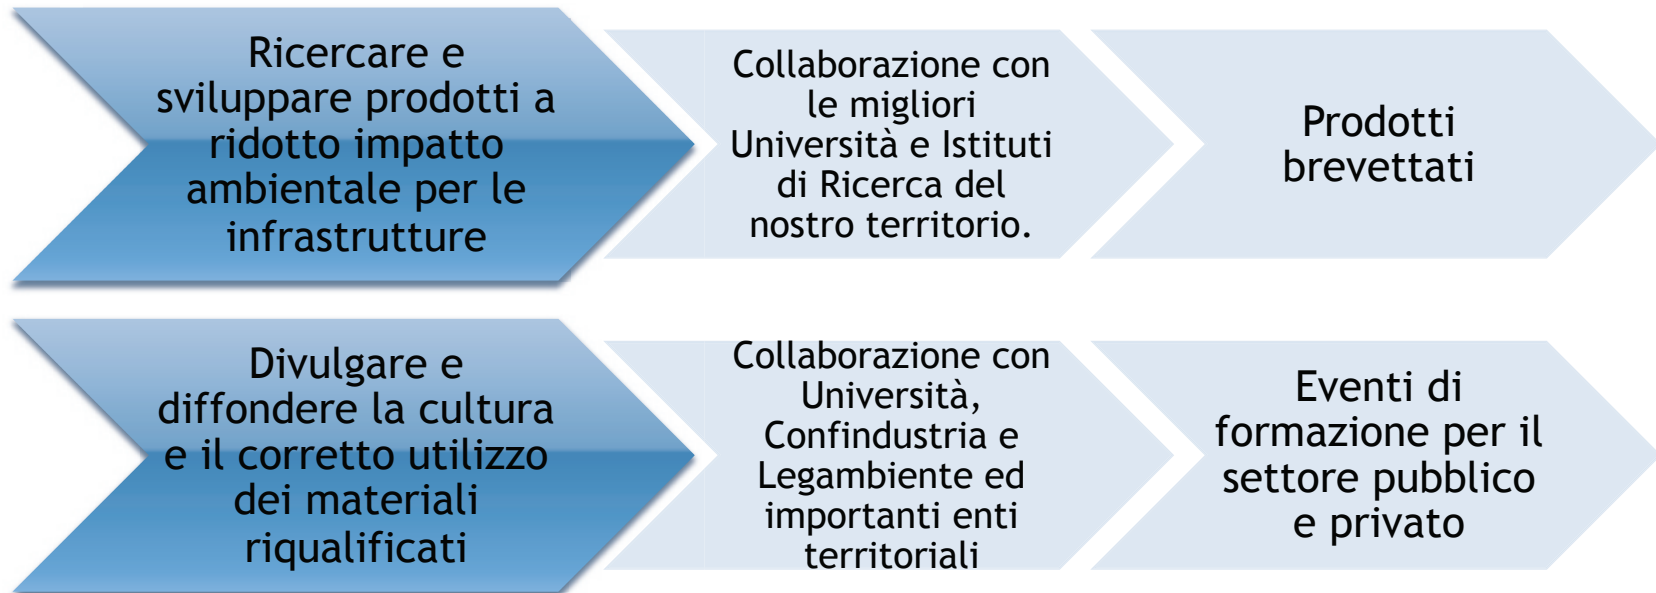 Ricercare e
sviluppare prodotti a
ridotto impatto
ambientale per le
infrastrutture
Collaborazione con
le migliori
Università e Istituti
di Ricerca del
nostro territorio.
Prodotti
brevettati
Divulgare e
diffondere la cultura
e il corretto utilizzo
dei materiali
riqualificati
Collaborazione con
Università,
Confindustria e
Legambiente ed
importanti enti
territoriali
Eventi di
formazione per il
settore pubblico
e privato